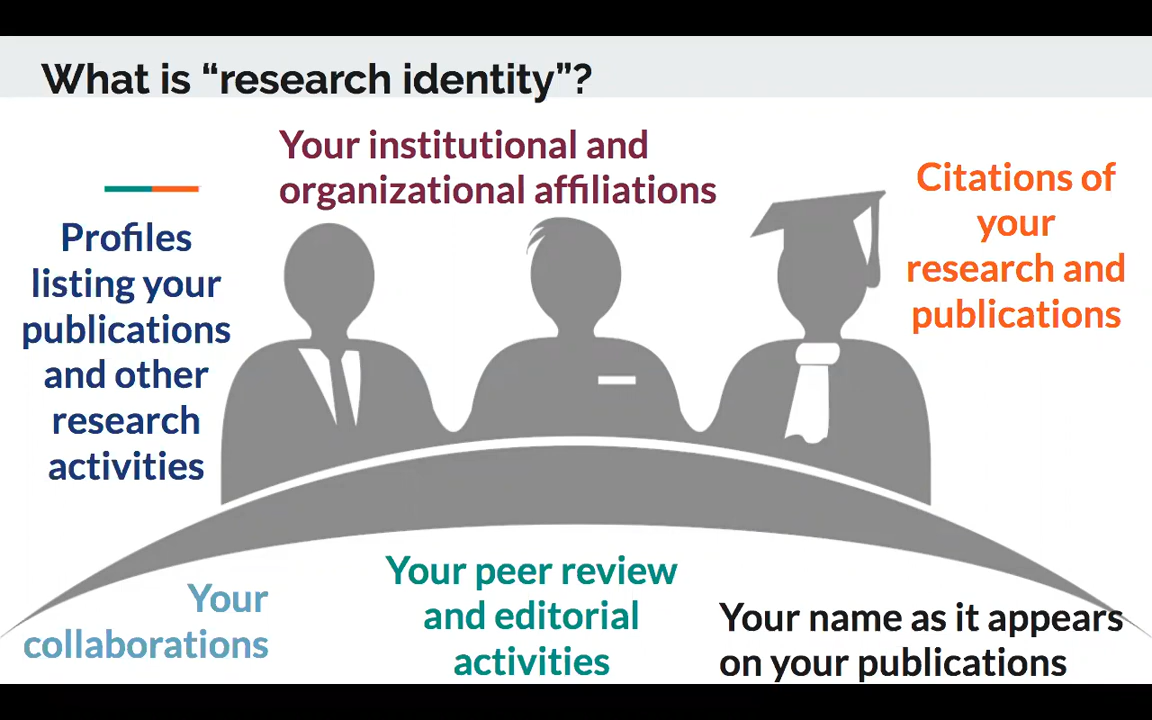 What is “research identity”?
Your institutional and
organizational affiliations
Citations of
your
research and
publications
Profiles
listing your
publications
and other
research
activities
Your
collaborations
Your peer review
and editorial
activities
Your name as it appears
on your publications